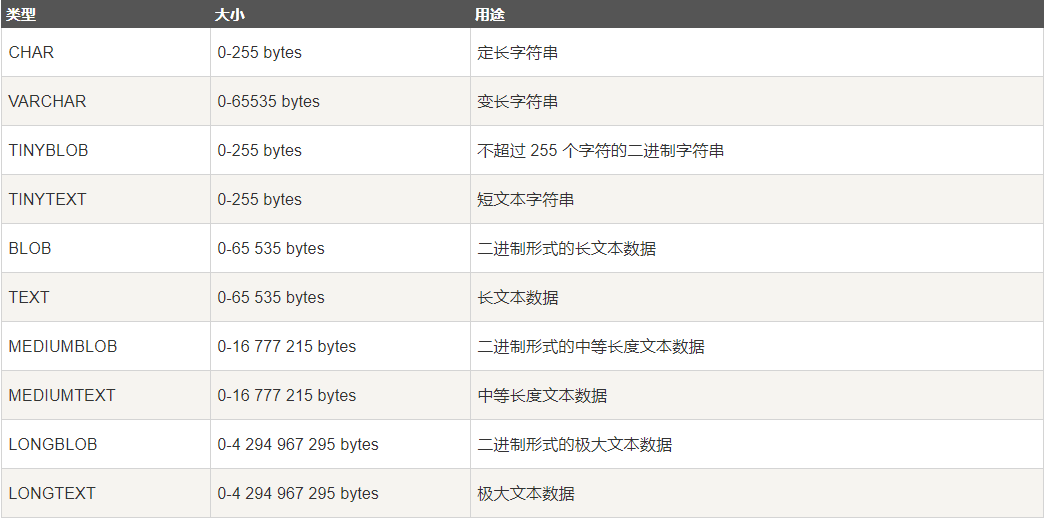 类型 大小 用途
CHAR 0-255 bytes 定长字符串
VARCHAR 0-65535 bytes 变长字符串
TINYBLOB 0-255 bytes 不超过 255 个字符的二进制字符串
TINYTEXT 0-255 bytes 短文本字符串
BLOB 0-65 535 bytes 二进制形式的长文本数据
TEXT 0-65 535 bytes 长文本数据
MEDIUMBLOB 0-16 777 215 bytes 二进制形式的中等长度文本数据
MEDIUMTEXT 0-16 777 215 bytes 中等长度文本数据
LONGBLOB 0-4 294 967 295 bytes 二进制形式的极大文本数据
LONGTEXT 0-4 294 967 295 bytes 极大文本数据